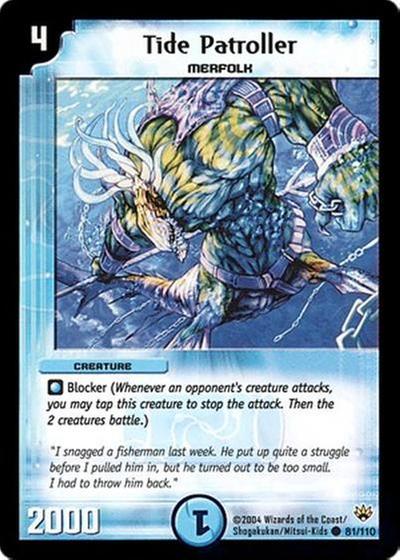 4
Tide Patroller
MERFOLK
CREATURE
Blocker (Whenever an opponent's creature attacks,
you may tap this creature to stop the attack. Then the
2 creatures battle.)
"I snagged a fisherman last week. He put up quite a struggle
before I pulled him in, but he turned out to be too small.
I had to throw him back."
2000
1
©2004 Wizards of the Coast/
Shogakukan/Mitsui-Kids 81/110